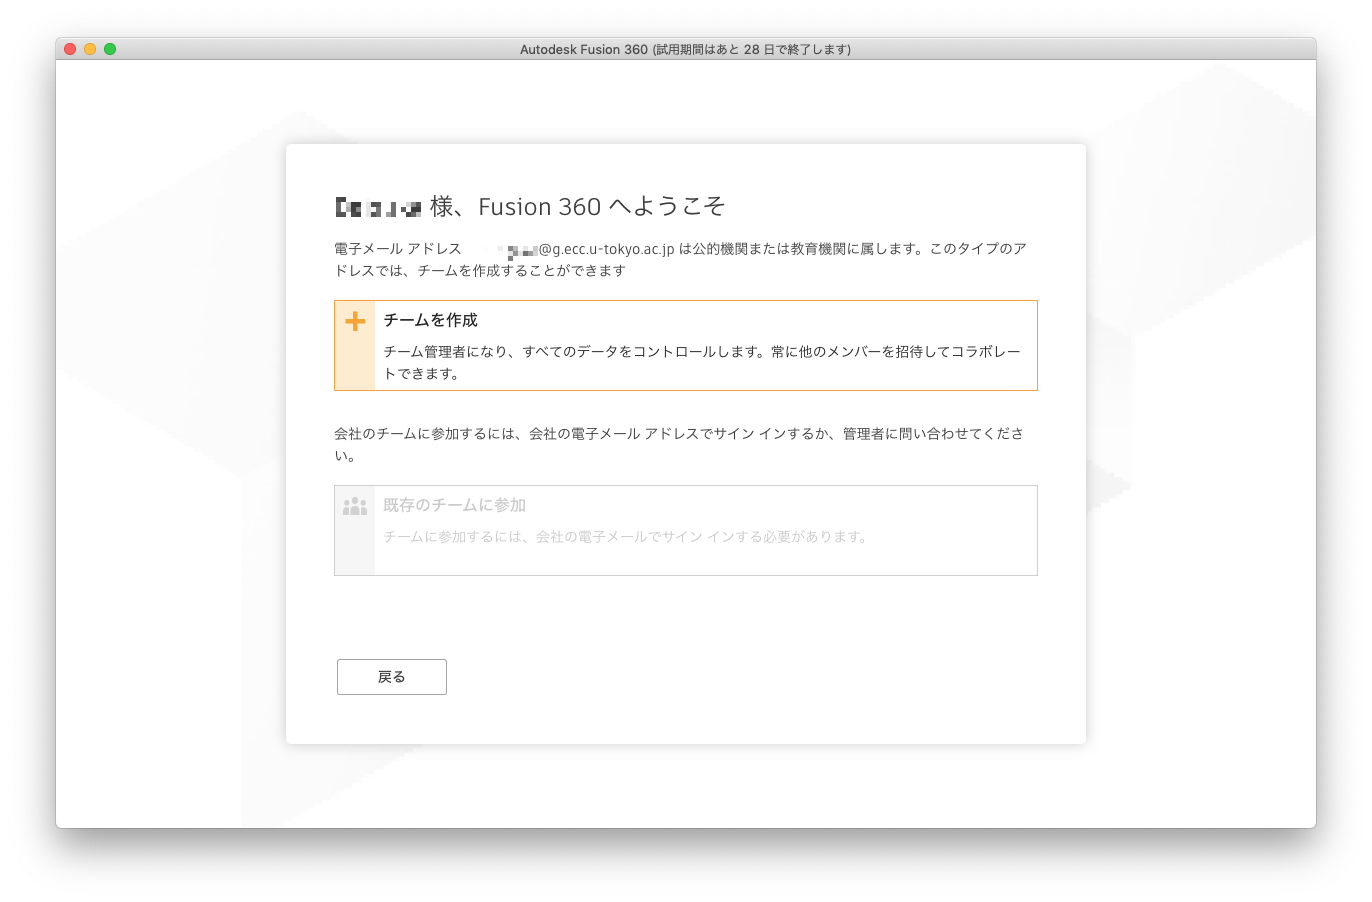 Autodesk Fusion 360 (試用期間はあと 28 日で終了します)
様、Fusion 360 へようこそ
電子メール アドレス @g.ecc.u-tokyo.ac.jp は公的機関または教育機関に属します。このタイプのア
ドレスでは、チームを作成することができます
チームを作成
チーム管理者になり、すべてのデータをコントロールします。常に他のメンバーを招待してコラボレー
トできます。
会社のチームに参加するには、会社の電子メール アドレスでサイン インするか、管理者に問い合わせてくださ
い。
既存のチームに参加
チームに参加するには、会社の電子メールでサイン インする必要があります。
戻る